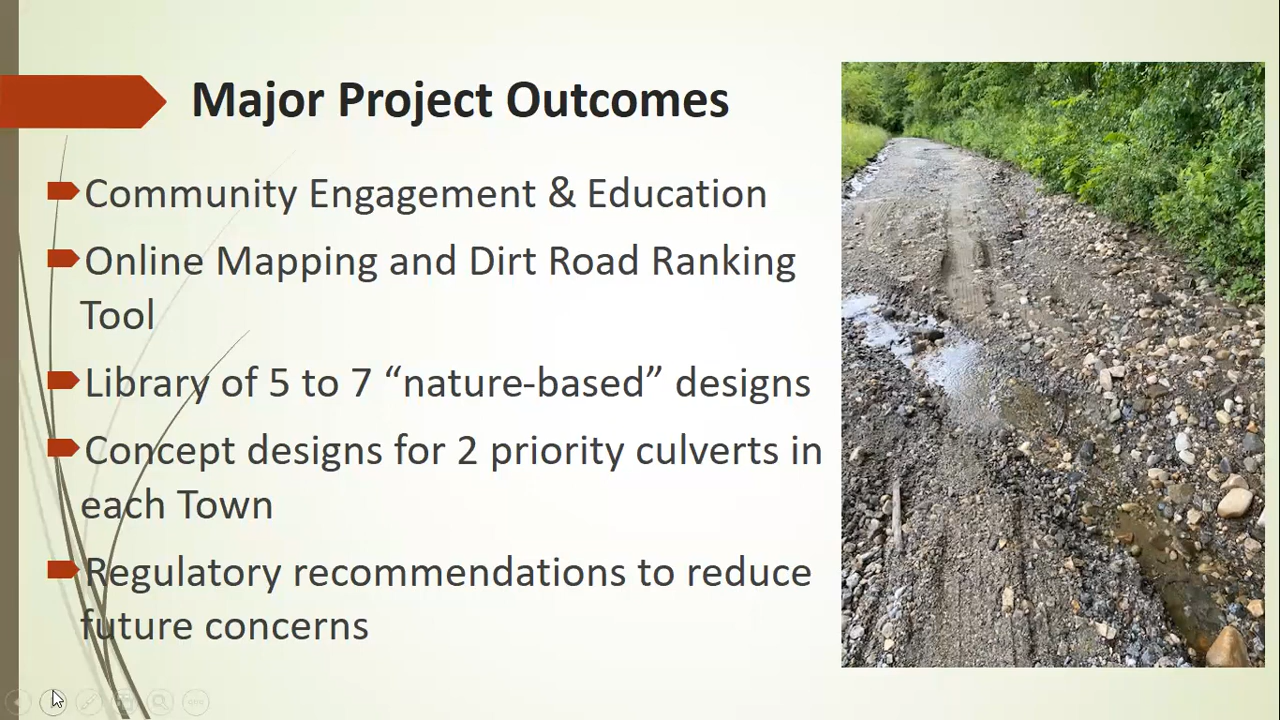 Major Project Outcomes
Community Engagement & Education
Online Mapping and Dirt Road Ranking
Tool
Library of 5 to 7 “nature-based” designs
Concept designs for 2 priority culverts in
each Town
Regulatory recommendations to reduce
future concerns